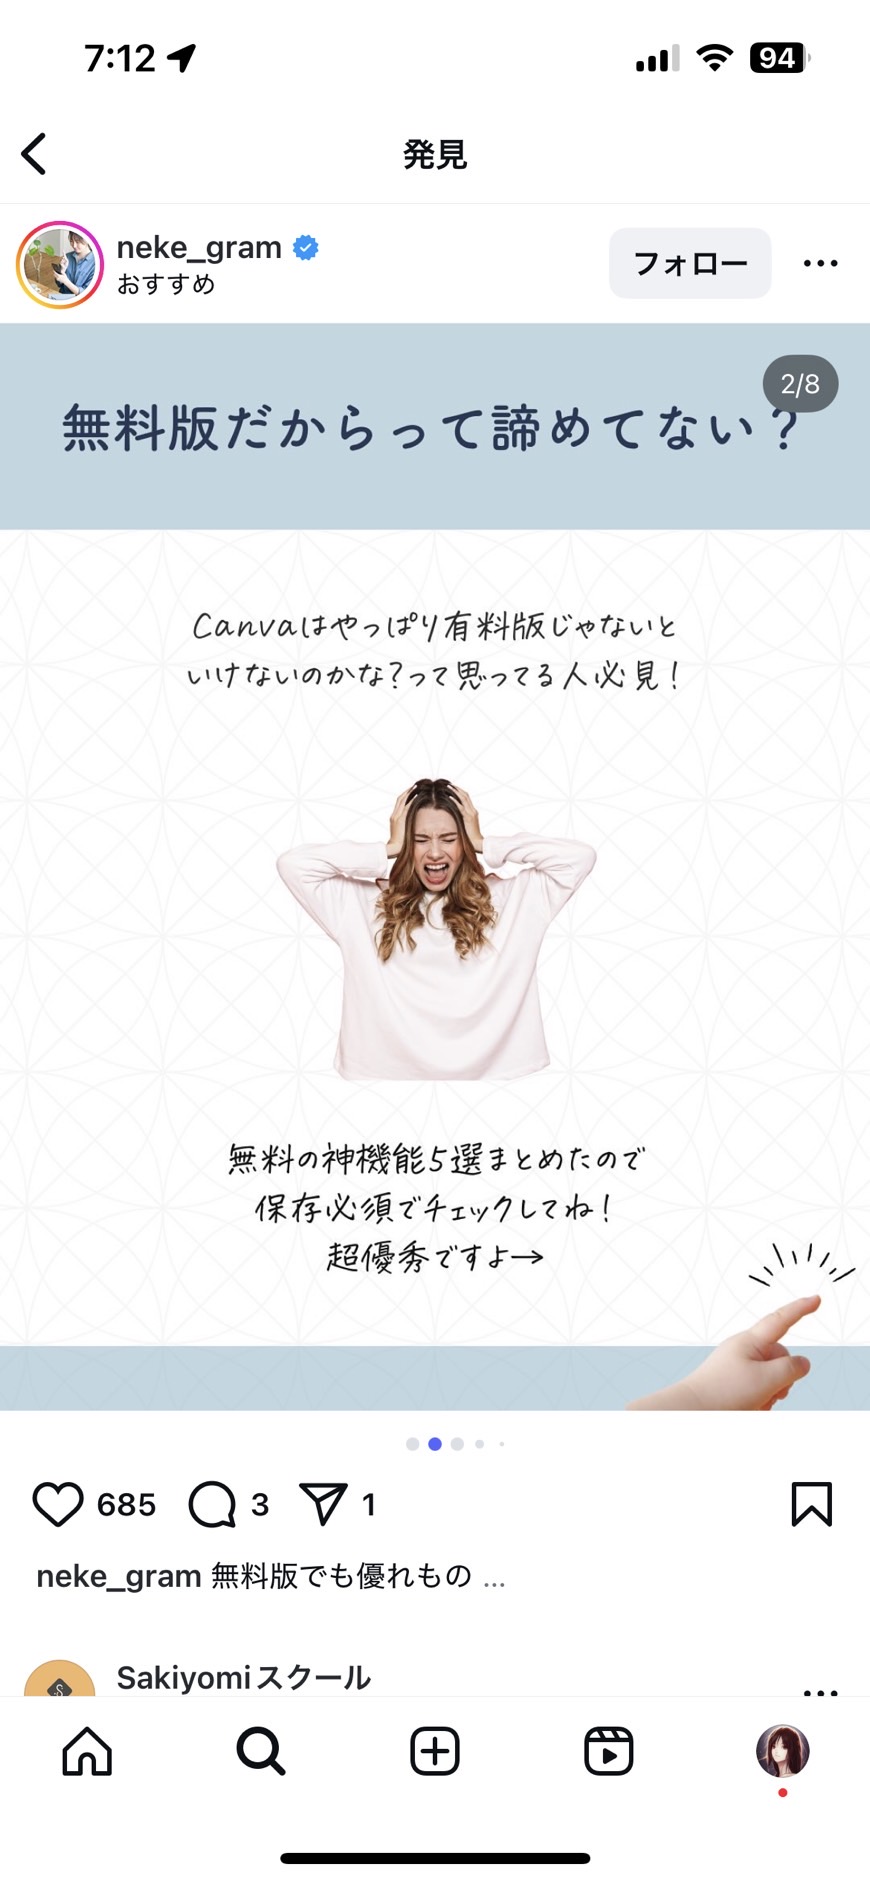 7:12
94
発見
neke_gram
おすすめ
フォロー
2/8
無料版だからって諦めてない？
Canvaはやっぱり有料版じゃないと
いけないのかな?って思ってる人必見！
無料の神機能5選まとめたので
保存必須でチェックしてね！
超優秀ですよ→
685
3
1
neke_gram 無料版でも優れもの ...
Sakiyomiスクール
S